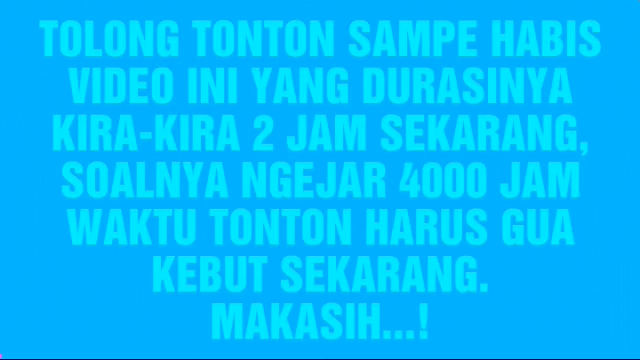 TOLONG TONTON SAMPE HABIS
VIDEO INI YANG DURASINYA
KIRA-KIRA 2 JAM SEKARANG,
SOALNYA NGEJAR 4000 JAM
WAKTU TONTON HARUS GUA
KEBUT SEKARANG.
MAKASIH...!